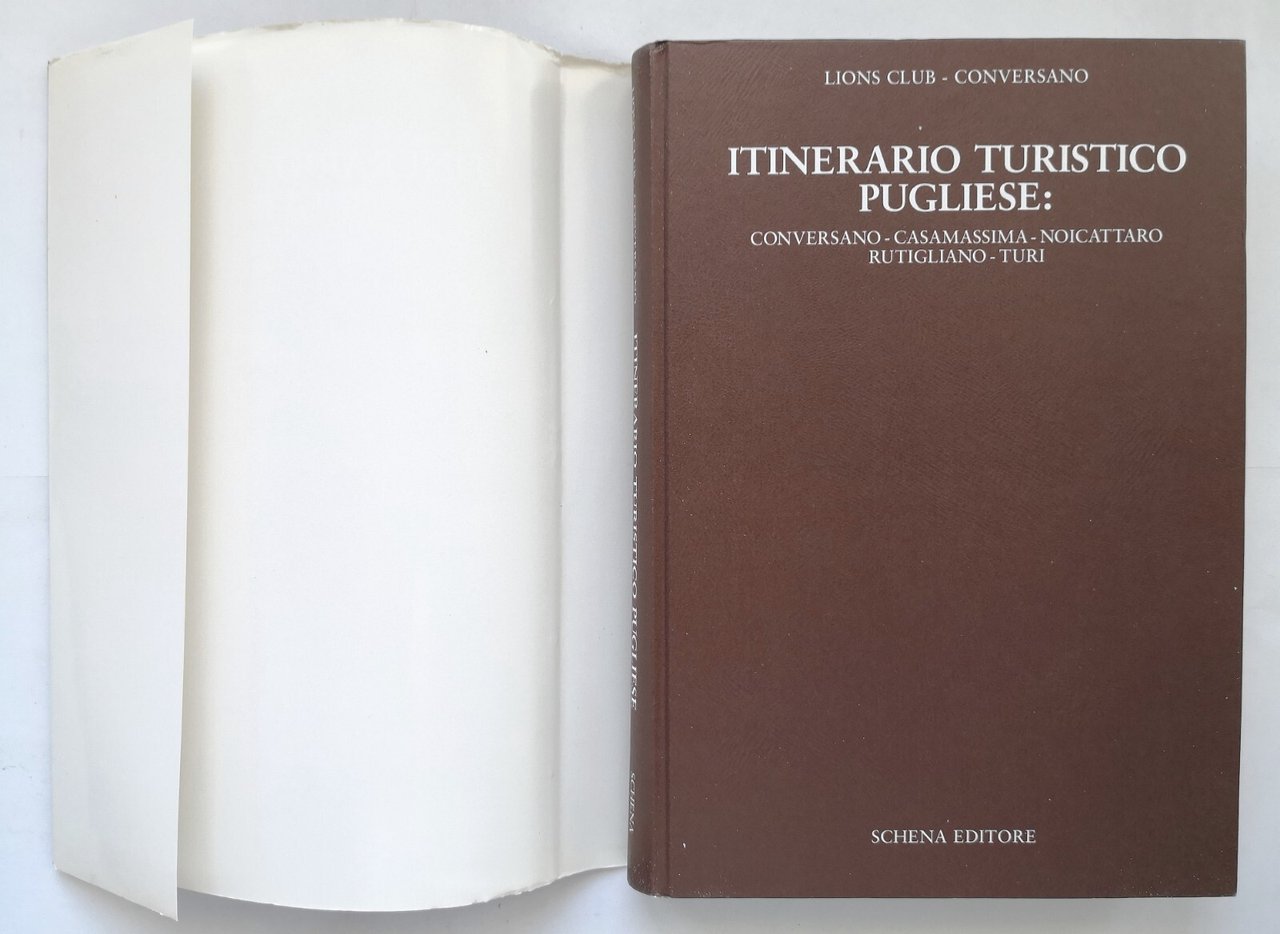 LIONS CLUB - CONVERSANO
ITINERARIO TURISTICO
PUGLIESE:
CONVERSANO - CASAMASSIMA - NOICATTARO
RUTIGLIANO - TURI
SCHENA EDITORE
ITINERARIO TURISTICO PUGLIESE
SCHENA